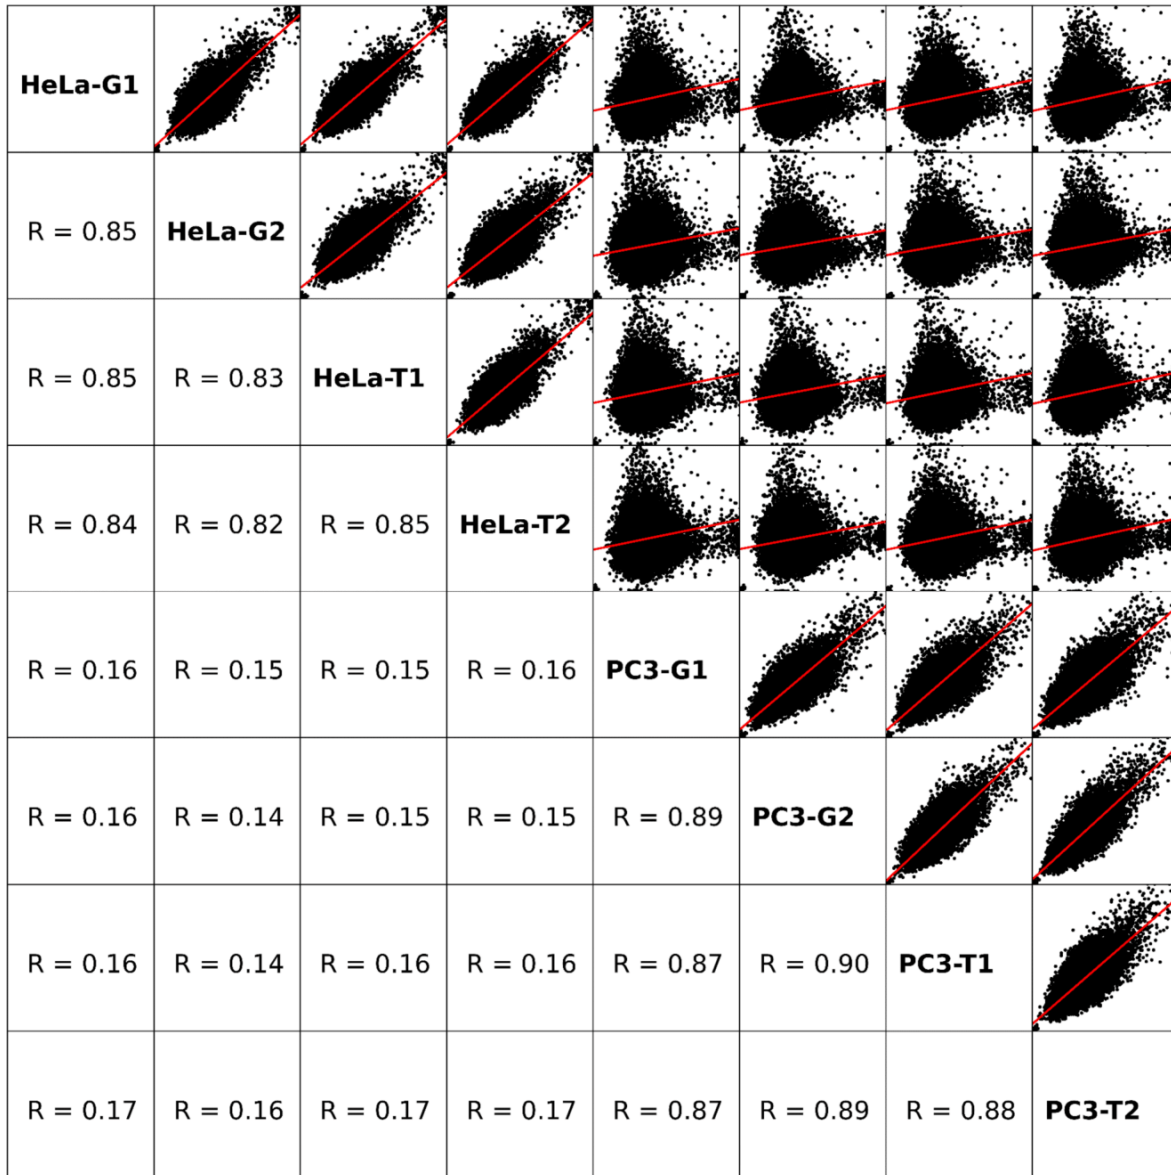 HeLa-G1
R = 0.85 HeLa-G2
R = 0.85 R = 0.83 HeLa-T1
R = 0.84 R = 0.82 R = 0.85 HeLa-T2
R = 0.16 R = 0.15 R = 0.15 R = 0.16 PC3-G1
R = 0.16 R = 0.14 R = 0.15 R = 0.15 R = 0.89 PC3-G2
R = 0.16 R = 0.14 R = 0.16 R = 0.16 R = 0.87 R = 0.90 PC3-T1
R = 0.17 R = 0.16 R = 0.17 R = 0.17 R = 0.87 R = 0.89 R = 0.88 PC3-T2